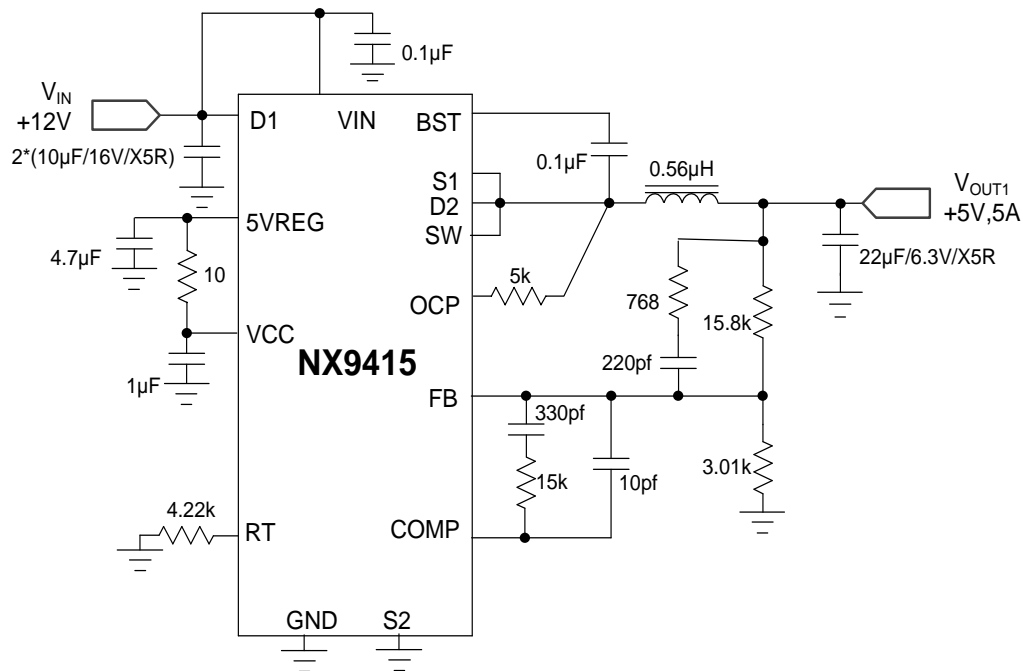 0.1µF
VIN
+12V
D1
VIN
BST
2*(10µF/16V/X5R)
0.1µF
0.56µH
S1
D2
SW
VOUT1
+5V,5A
5VREG
4.7µF
10
5k
22µF/6.3V/X5R
OCP
768
15.8k
VCC
NX9415
220pf
1µF
FB
330pf
3.01k
15k
10pf
4.22k
RT
COMP
GND
S2